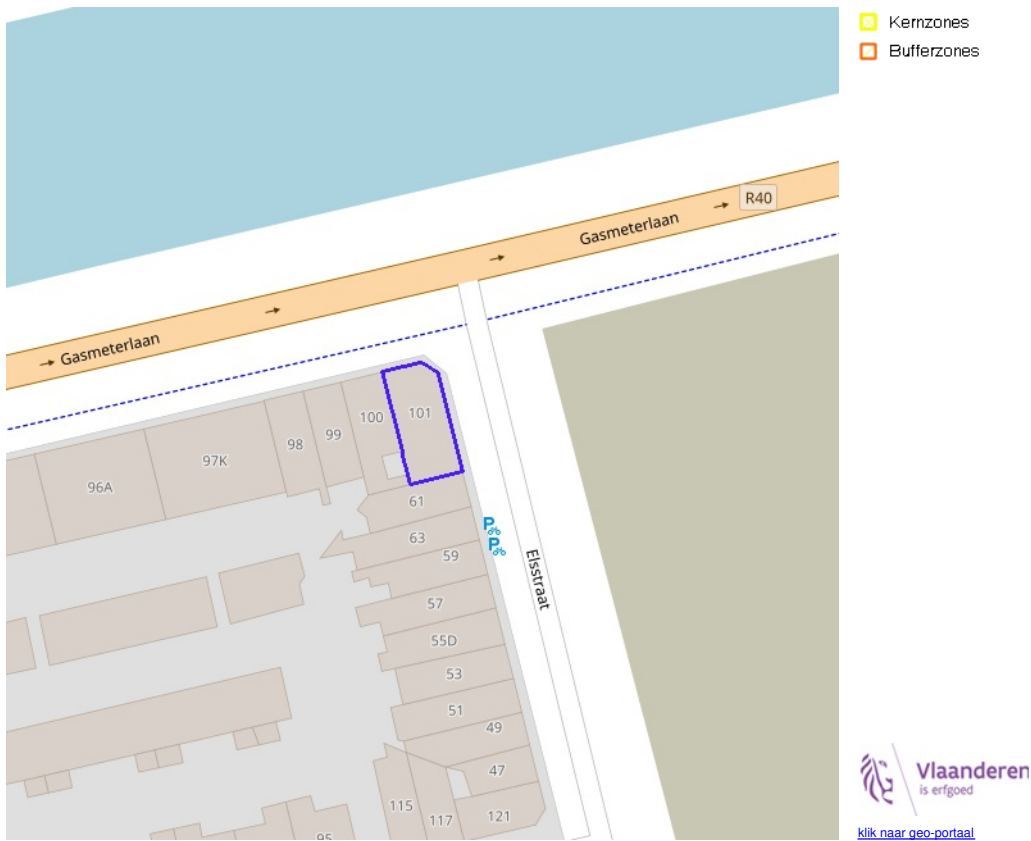 Kernzones
Bufferzones
R40
Gasmeterlaan
Gasmeterlaan
101
100
99
98
97K
96A
61
P
P
63
59
Elsstraat
57
55D
53
51
49
47
115
117
121
95
Vlaanderen
is erfgoed
klik naar geo-portaal